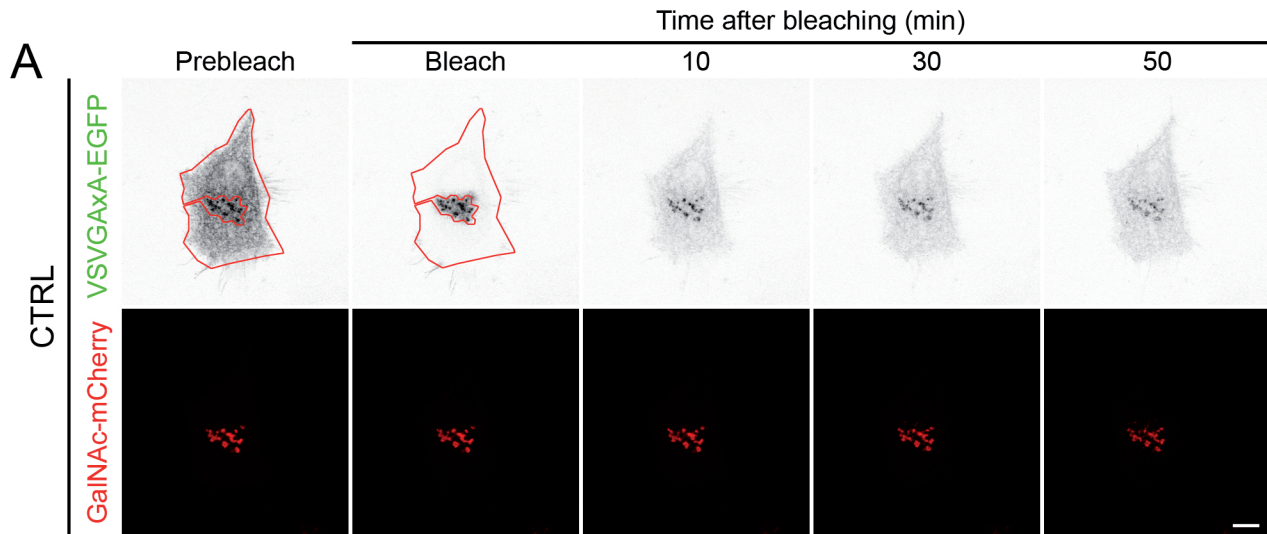 A
Time after bleaching (min)
Prebleach
Bleach
10
30
50
CTRL
VSVGAxA-EGFP
GalNAc-mCherry